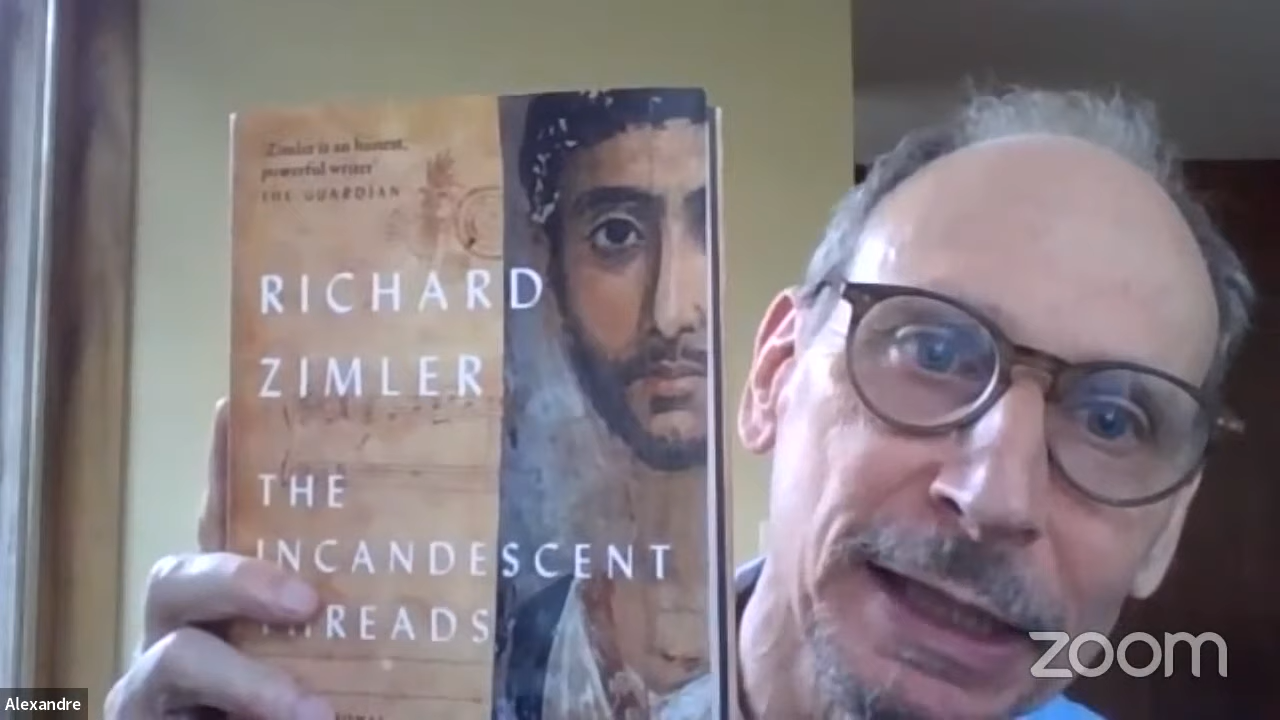 'Zimler is an honest,
powerful writer'
THE GUARDIAN
RICHARD
ZIMLER
THE
INCANDESCENT
THREADS
zoom
Alexandre